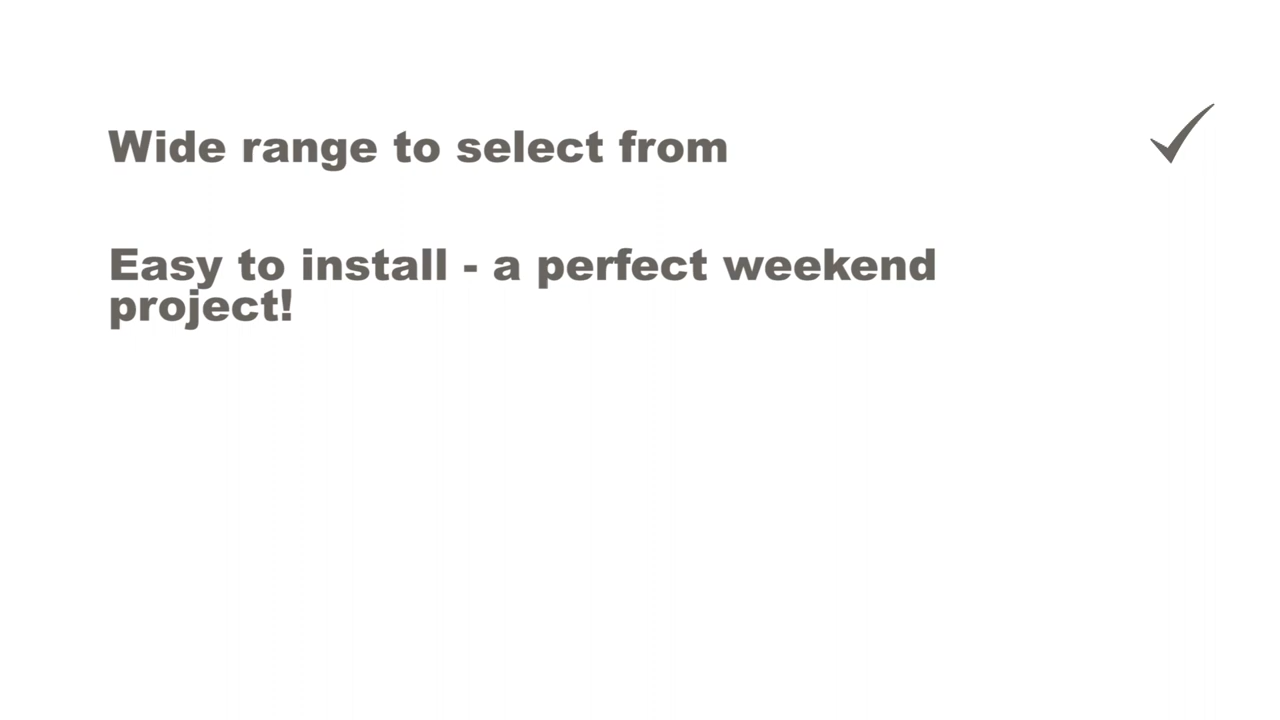 Wide range to select from
Easy to install - a perfect weekend
project!